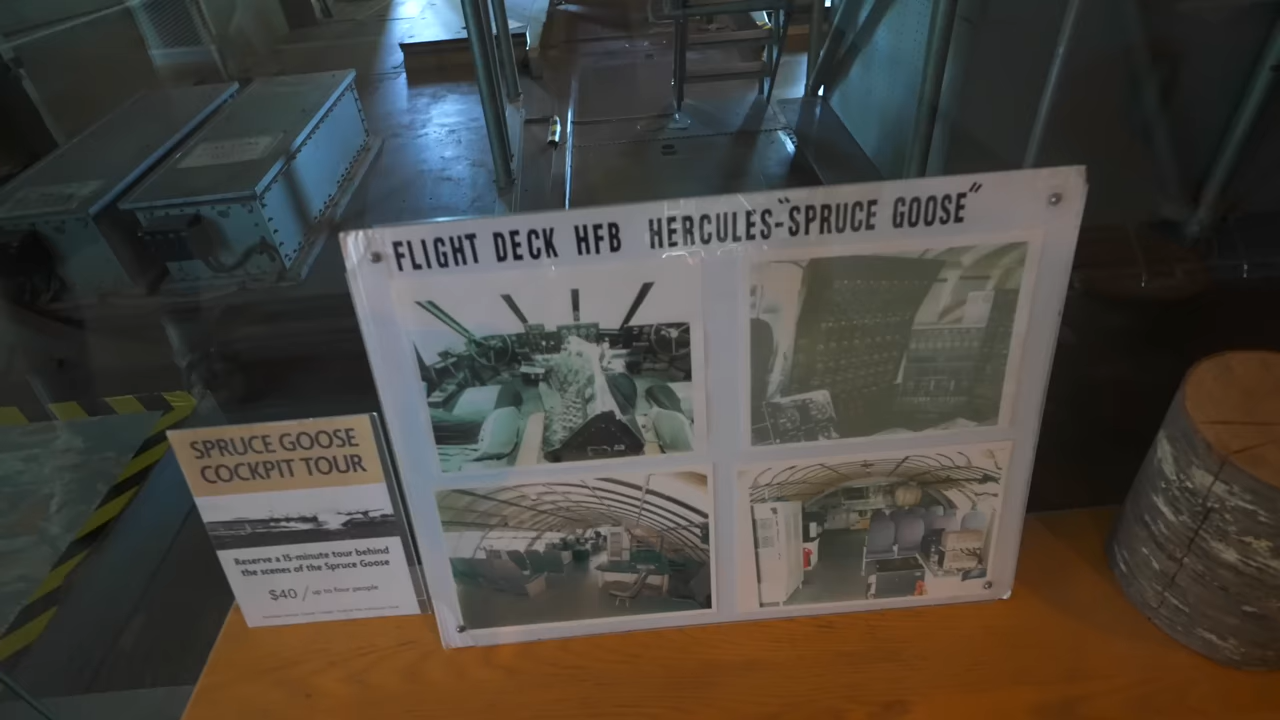 FLIGHT DECK HFB HERCULES-"SPRUCE GOOSE"
SPRUCE GOOSE
COCKPIT TOUR
Reserve a 15-minute tour behind
the scenes of the Spruce Goose
$40 / up to four people